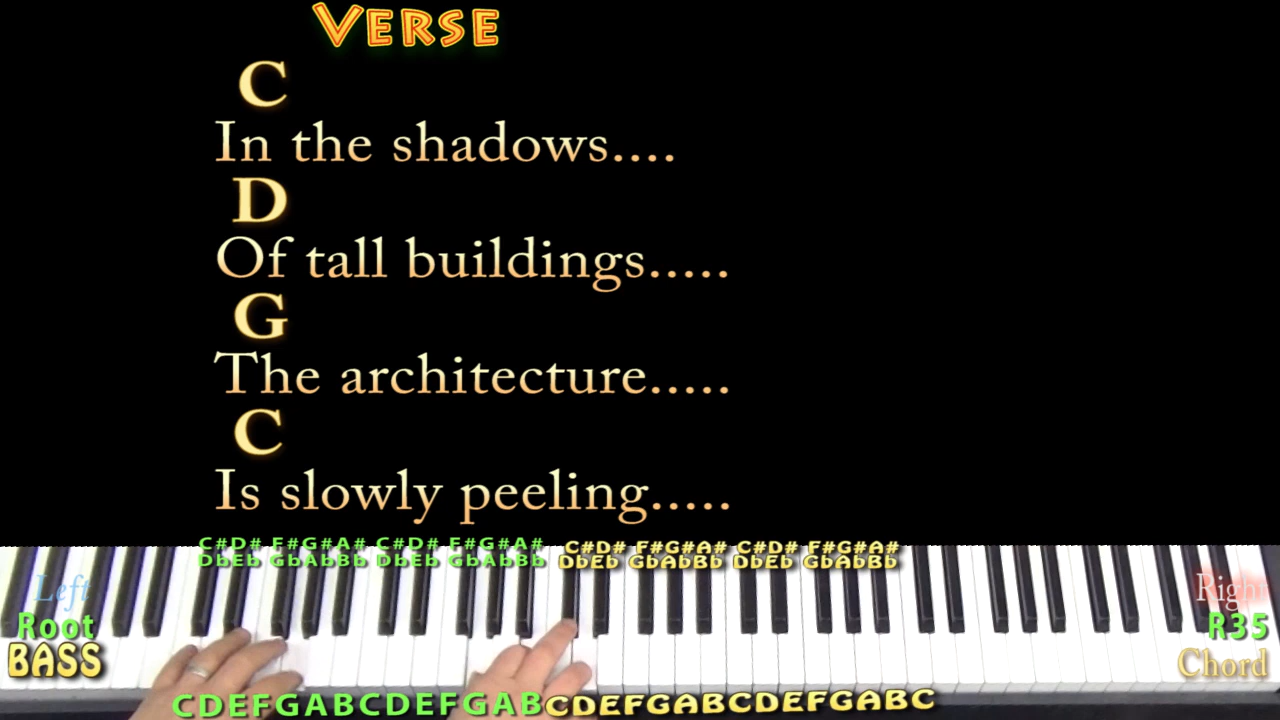 VERSE
C
In the shadows....
D
Of tall buildings.....
G
The architecture.....
C
Is slowly peeling.....
C#D# F#G#A# C#D# F#G#A# C#D# F#G#A# C#D# F#G#A#
DbEb GbAbBb DbEb GbAbBb DbEb GbAbBb DbEb GbAbBb
Left
Root
BASS
Right
R35
Chord
CDEFGABCDEFGABCDEFGABCDEFGABC